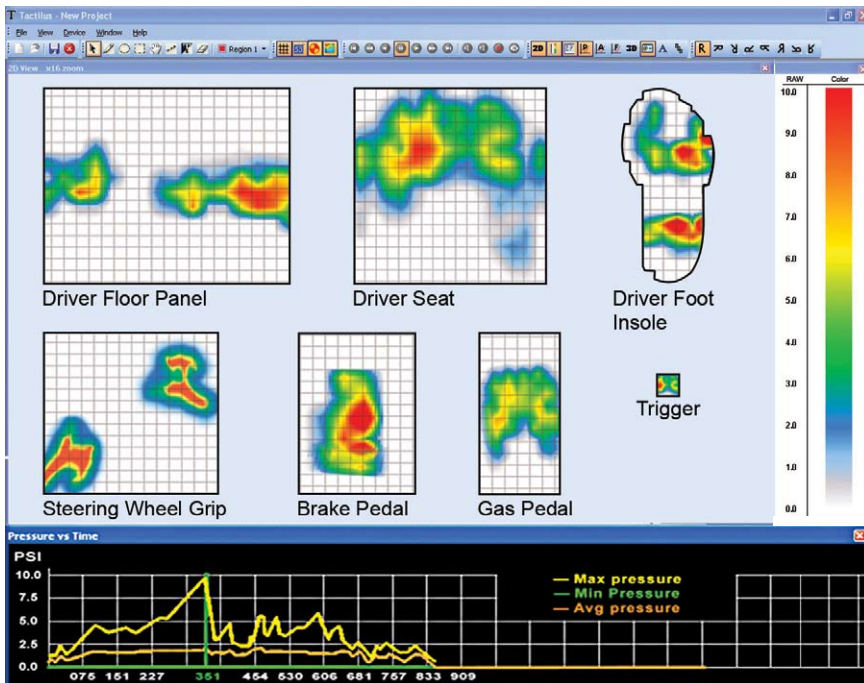 Tactilus - New Project
File View Device Window Help
Region 1
2D 3D A R R R R R R R R
2D View x16 zoom
RAW Color
10.0
9.0
8.0
7.0
6.0
5.0
4.0
3.0
2.0
1.0
0.0
Driver Floor Panel
Driver Seat
Driver Foot
Insole
Steering Wheel Grip
Brake Pedal
Gas Pedal
Trigger
Pressure vs Time
PSI
10.0
7.5
5.0
2.5
0.0
Max pressure
Min Pressure
Avg pressure
075 151 227 351 454 530 606 681 757 833 909